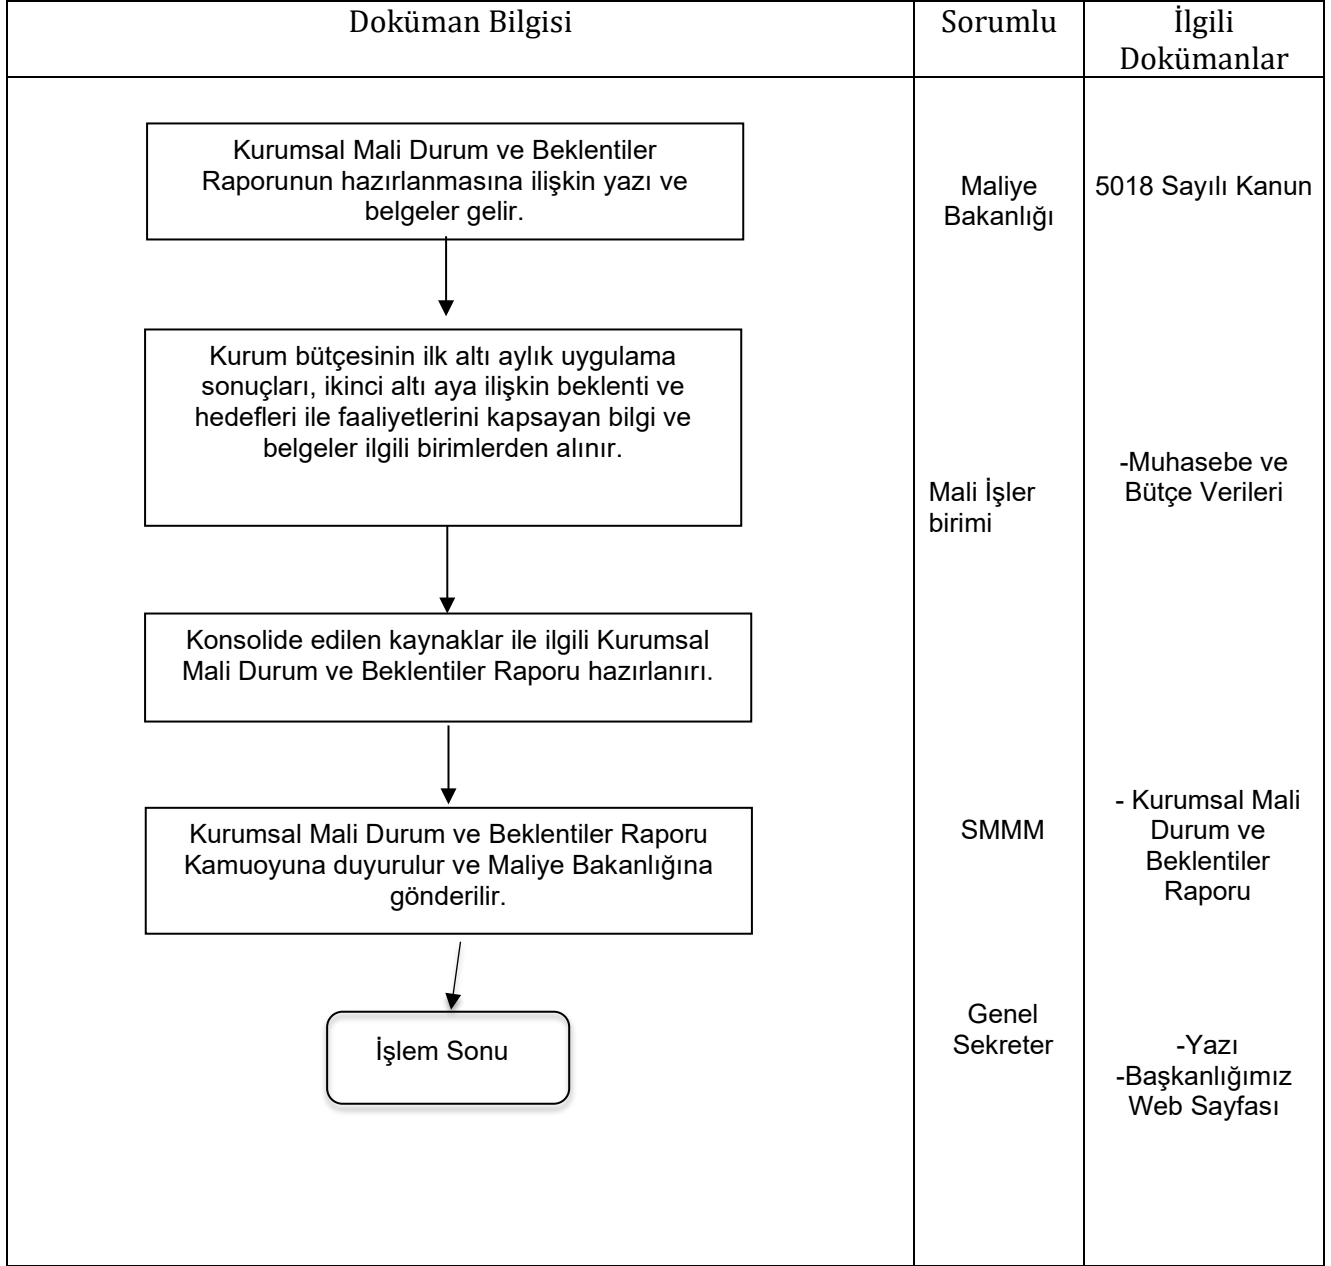 Doküman Bilgisi
Sorumlu
İlgili
Dokümanlar
Kurumsal Mali Durum ve Beklentiler
Raporunun hazırlanmasına ilişkin yazı ve
belgeler gelir.
Maliye
Bakanlığı
5018 Sayılı Kanun
Kurum bütçesinin ilk altı aylık uygulama
sonuçları, ikinci altı aya ilişkin beklenti ve
hedefleri ile faaliyetlerini kapsayan bilgi ve
belgeler ilgili birimlerden alınır.
Mali İşler
birimi
-Muhasebe ve
Bütçe Verileri
Konsolide edilen kaynaklar ile ilgili Kurumsal
Mali Durum ve Beklentiler Raporu hazırlanırı.
Kurumsal Mali Durum ve Beklentiler Raporu
Kamuoyuna duyurulur ve Maliye Bakanlığına
gönderilir.
SMMM
- Kurumsal Mali
Durum ve
Beklentiler
Raporu
İşlem Sonu
Genel
Sekreter
-Yazı
-Başkanlığımız
Web Sayfası